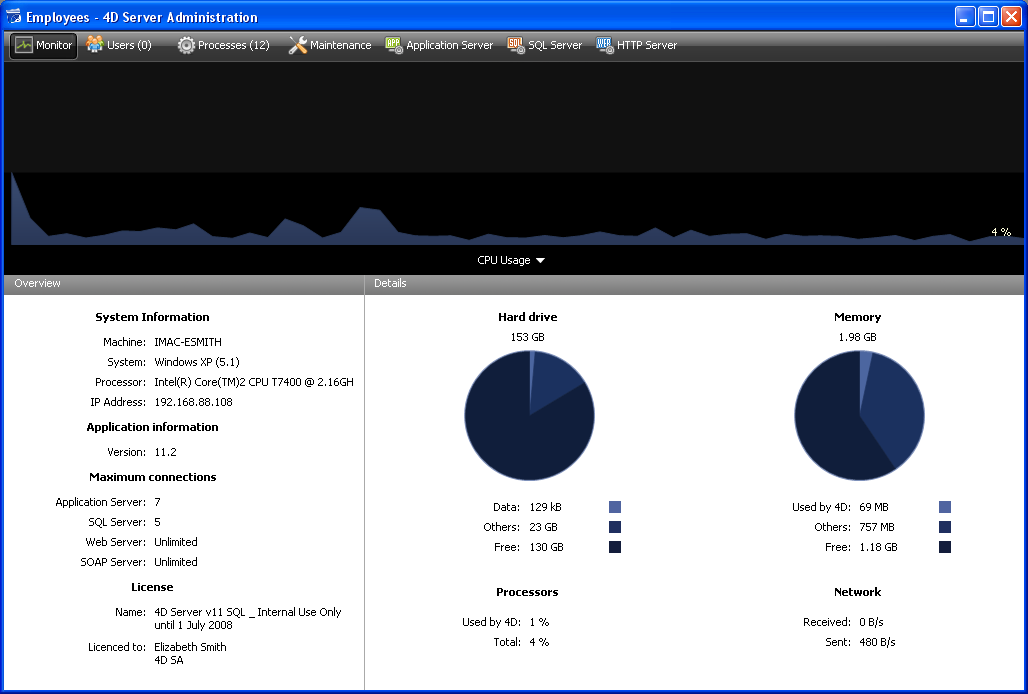 Employees - 4D Server Administration
Monitor Users (0) Processes (12) Maintenance APP Application Server SQL SQL Server WEB HTTP Server
4 %
CPU Usage
Overview
Details
System Information
Machine: IMAC-ESMITH
System: Windows XP (5.1)
Processor: Intel(R) Core(TM)2 CPU T7400 @ 2.16GH
IP Address: 192.168.88.108
Application information
Version: 11.2
Maximum connections
Application Server: 7
SQL Server: 5
Web Server: Unlimited
SOAP Server: Unlimited
License
Name: 4D Server v11 SQL _ Internal Use Only
until 1 July 2008
Licenced to: Elizabeth Smith
4D SA
Hard drive
153 GB
Data: 129 kB
Others: 23 GB
Free: 130 GB
Memory
1.98 GB
Used by 4D: 69 MB
Others: 757 MB
Free: 1.18 GB
Processors
Used by 4D: 1 %
Total: 4 %
Network
Received: 0 B/s
Sent: 480 B/s